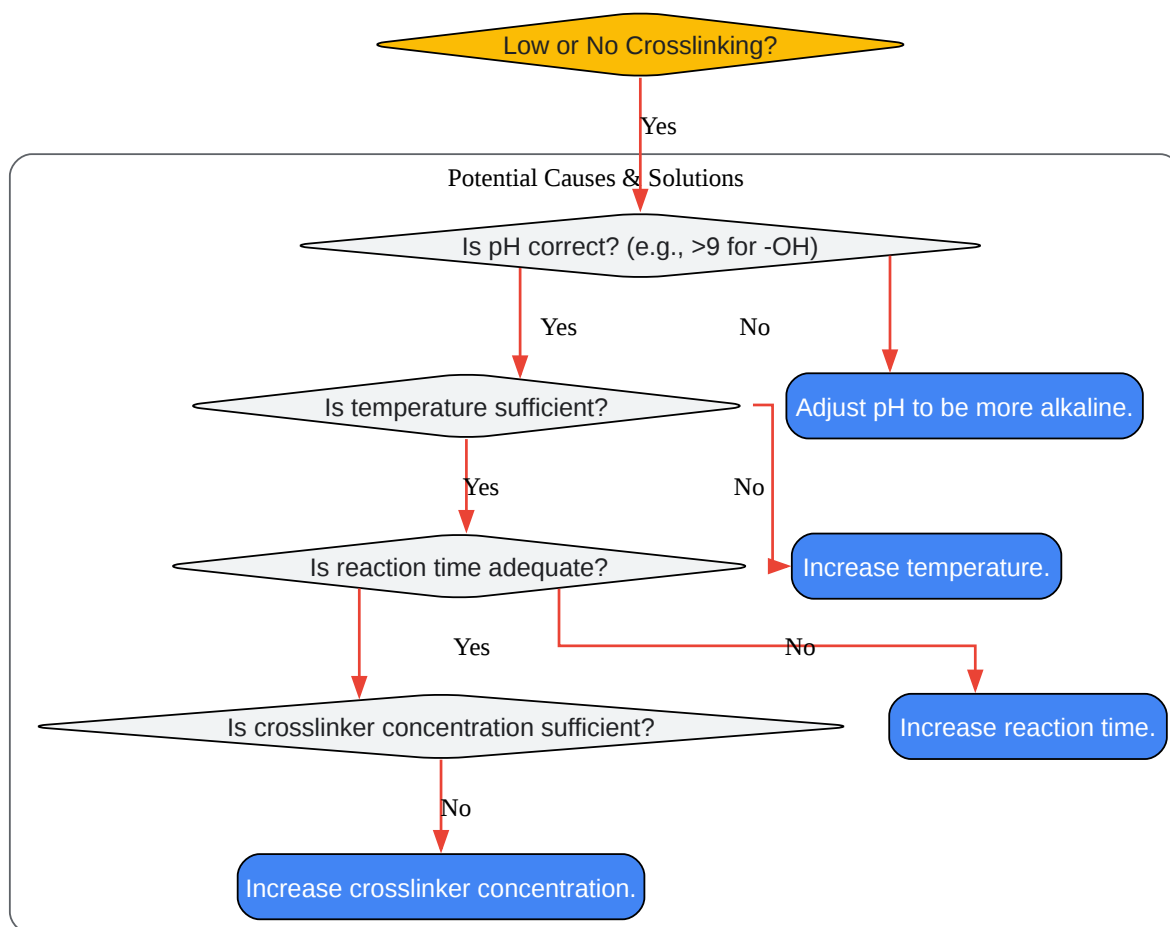 Low or No Crosslinking?
Yes
Potential Causes & Solutions
Is pH correct? (e.g., >9 for -OH)
Yes
No
Is temperature sufficient?
Adjust pH to be more alkaline.
Yes
No
Is reaction time adequate?
Increase temperature.
Yes
No
Is crosslinker concentration sufficient?
Increase reaction time.
No
Increase crosslinker concentration.